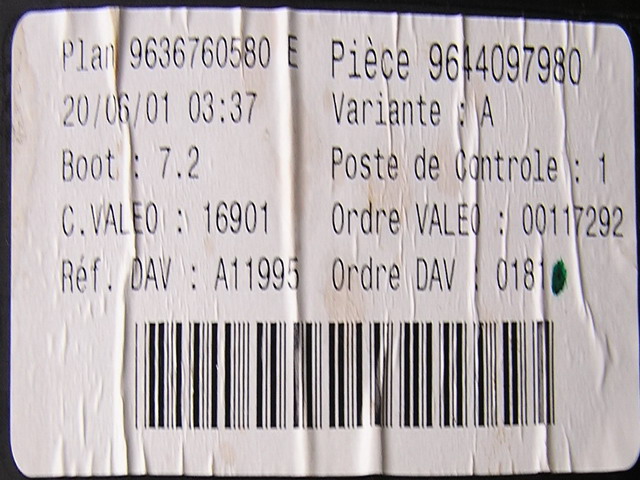 Plan 9636760580 E Pièce 9644097980
20/06/01 03:37 Variante : A
Boot : 7.2 Poste de Controle : 1
C.VALEO : 16901 Ordre VALEO : 00117292
Réf. DAV : A11995 Ordre DAV : 0181